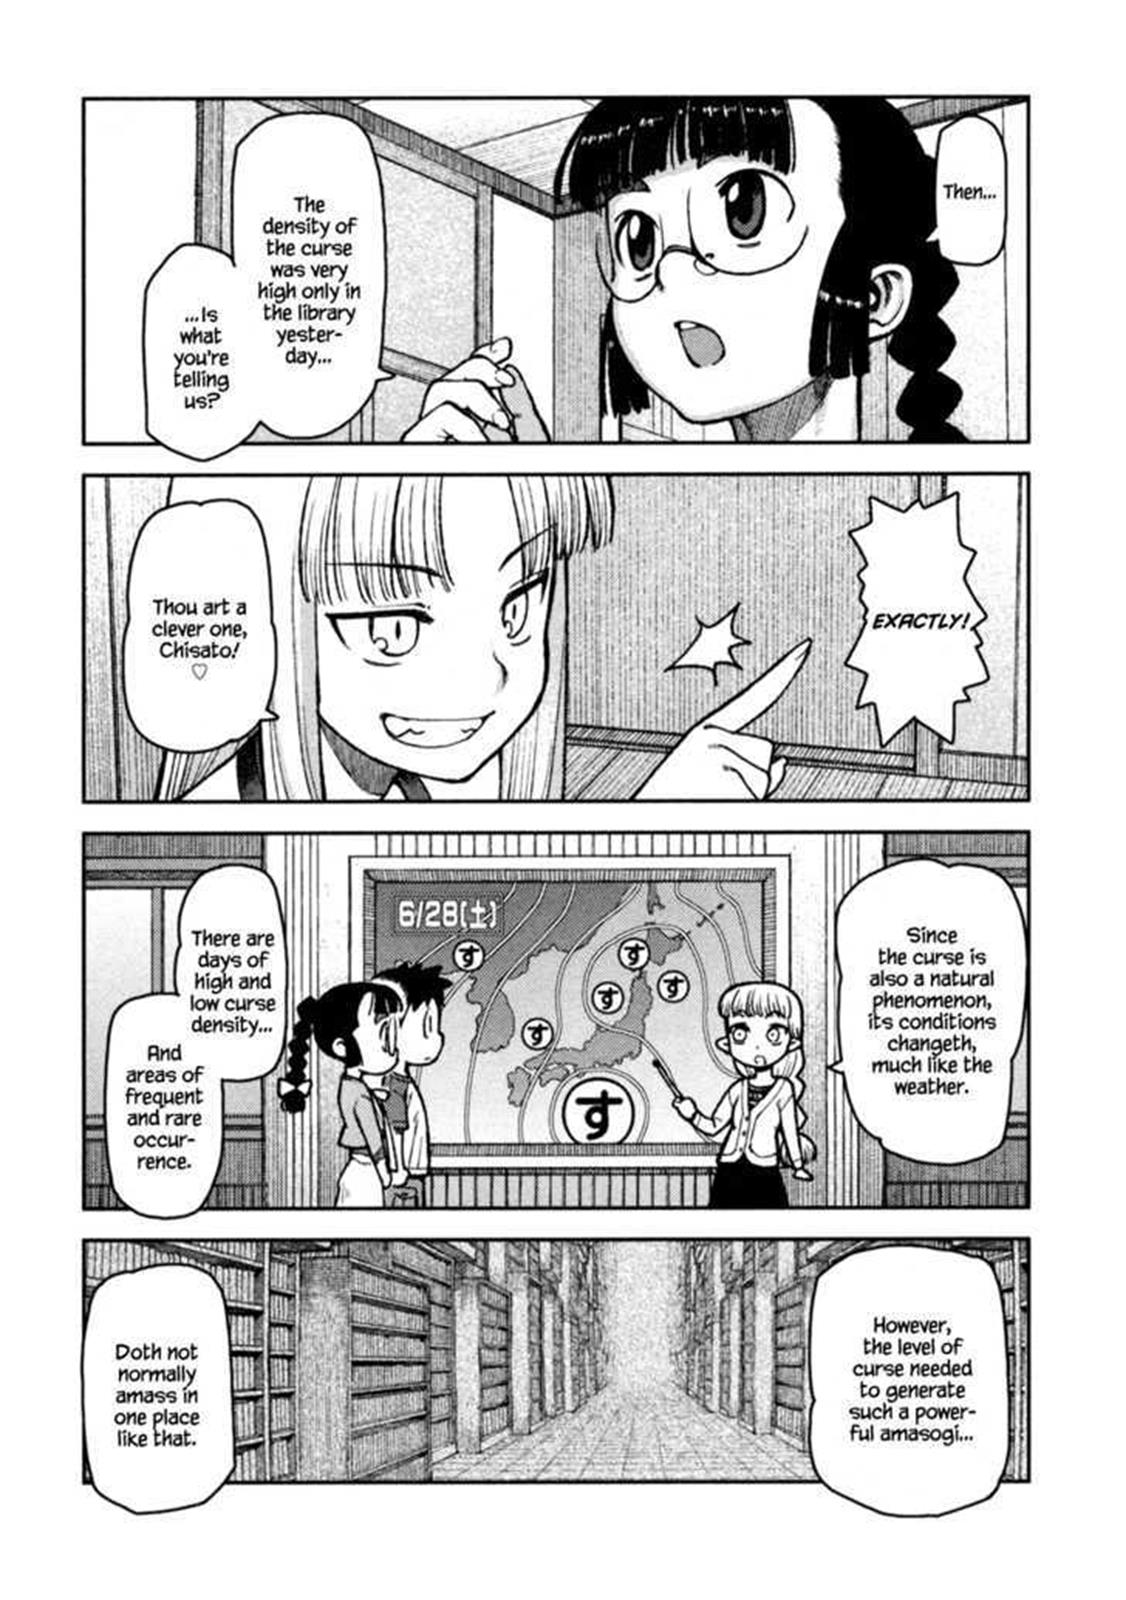 Then...
The
density of
the curse
was very
high only in
the library
yester-
day...
...Is
what
you're
telling
us?
EXACTLY!
Thou art a
clever one,
Chisato!
♡
Since
the curse is
also a natural
phenomenon,
its conditions
changeth,
much like the
weather.
6/28(土)
す
す
す
す
す
す
There are
days of
high and
low curse
density...
And
areas of
frequent
and rare
occur-
rence.
However,
the level of
curse needed
to generate
such a power-
ful amasogi...
Doth not
normally
amass in
one place
like that.